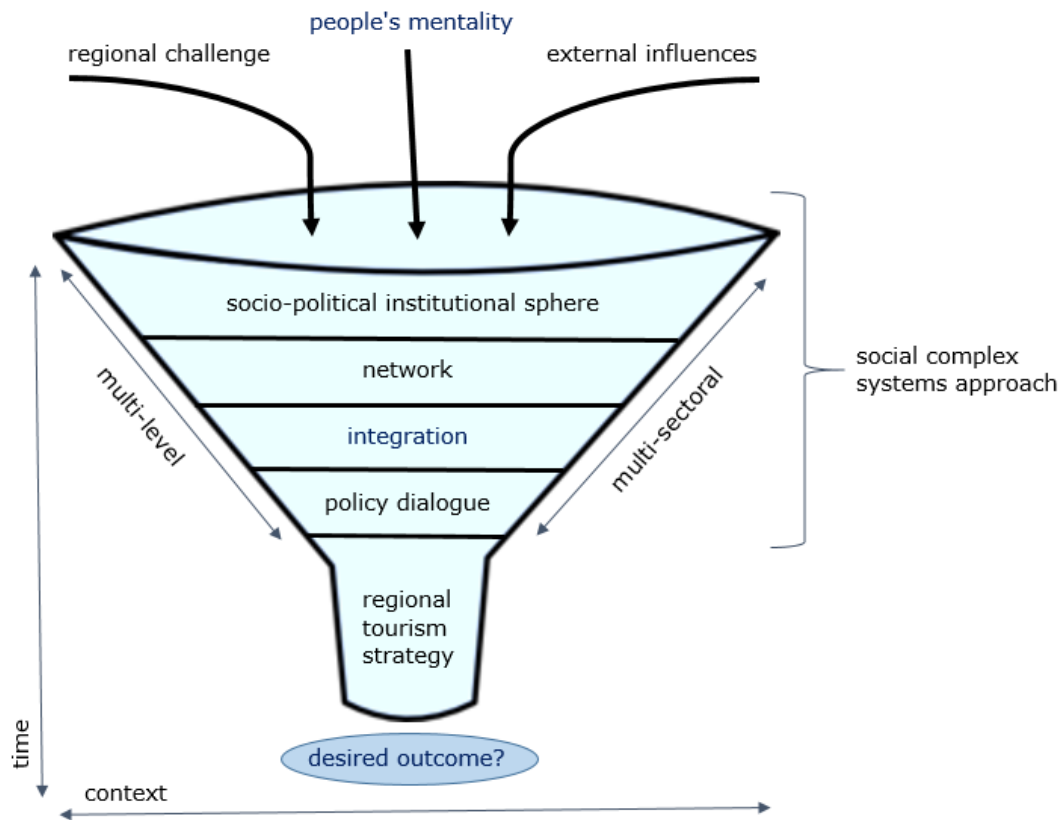 people's mentality
regional challenge
external influences
socio-political institutional sphere
network
integration
policy dialogue
multi-level
multi-sectoral
social complex
systems approach
regional
tourism
strategy
desired outcome?
time
context